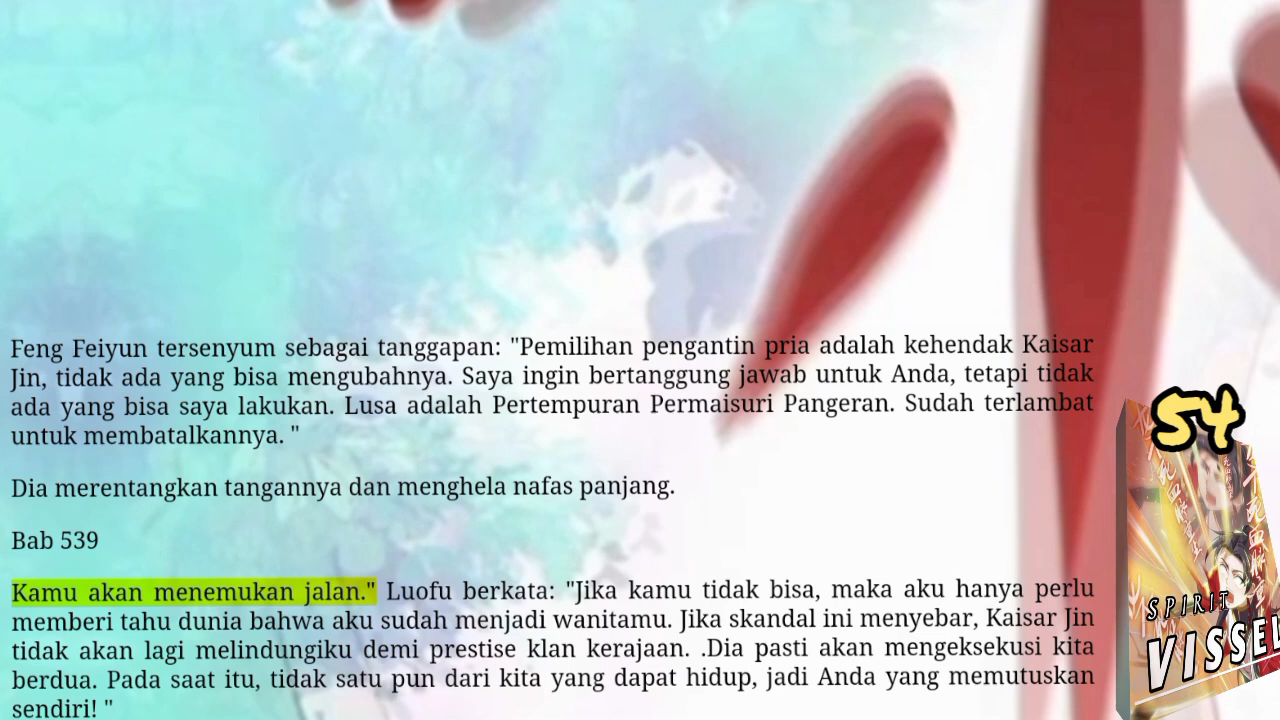 Feng Feiyun tersenyum sebagai tanggapan: "Pemilihan pengantin pria adalah kehendak Kaisar
Jin, tidak ada yang bisa mengubahnya. Saya ingin bertanggung jawab untuk Anda, tetapi tidak
ada yang bisa saya lakukan. Lusa adalah Pertempuran Permaisuri Pangeran. Sudah terlambat
untuk membatalkannya. "
Dia merentangkan tangannya dan menghela nafas panjang.
Bab 539
Kamu akan menemukan jalan." Luofu berkata: "Jika kamu tidak bisa, maka aku hanya perlu
memberi tahu dunia bahwa aku sudah menjadi wanitamu. Jika skandal ini menyebar, Kaisar Jin
tidak akan lagi melindungiku demi prestise klan kerajaan. .Dia pasti akan mengeksekusi kita
berdua. Pada saat itu, tidak satu pun dari kita yang dapat hidup, jadi Anda yang memutuskan
sendiri! "
54
SPIRIT
VISSEL